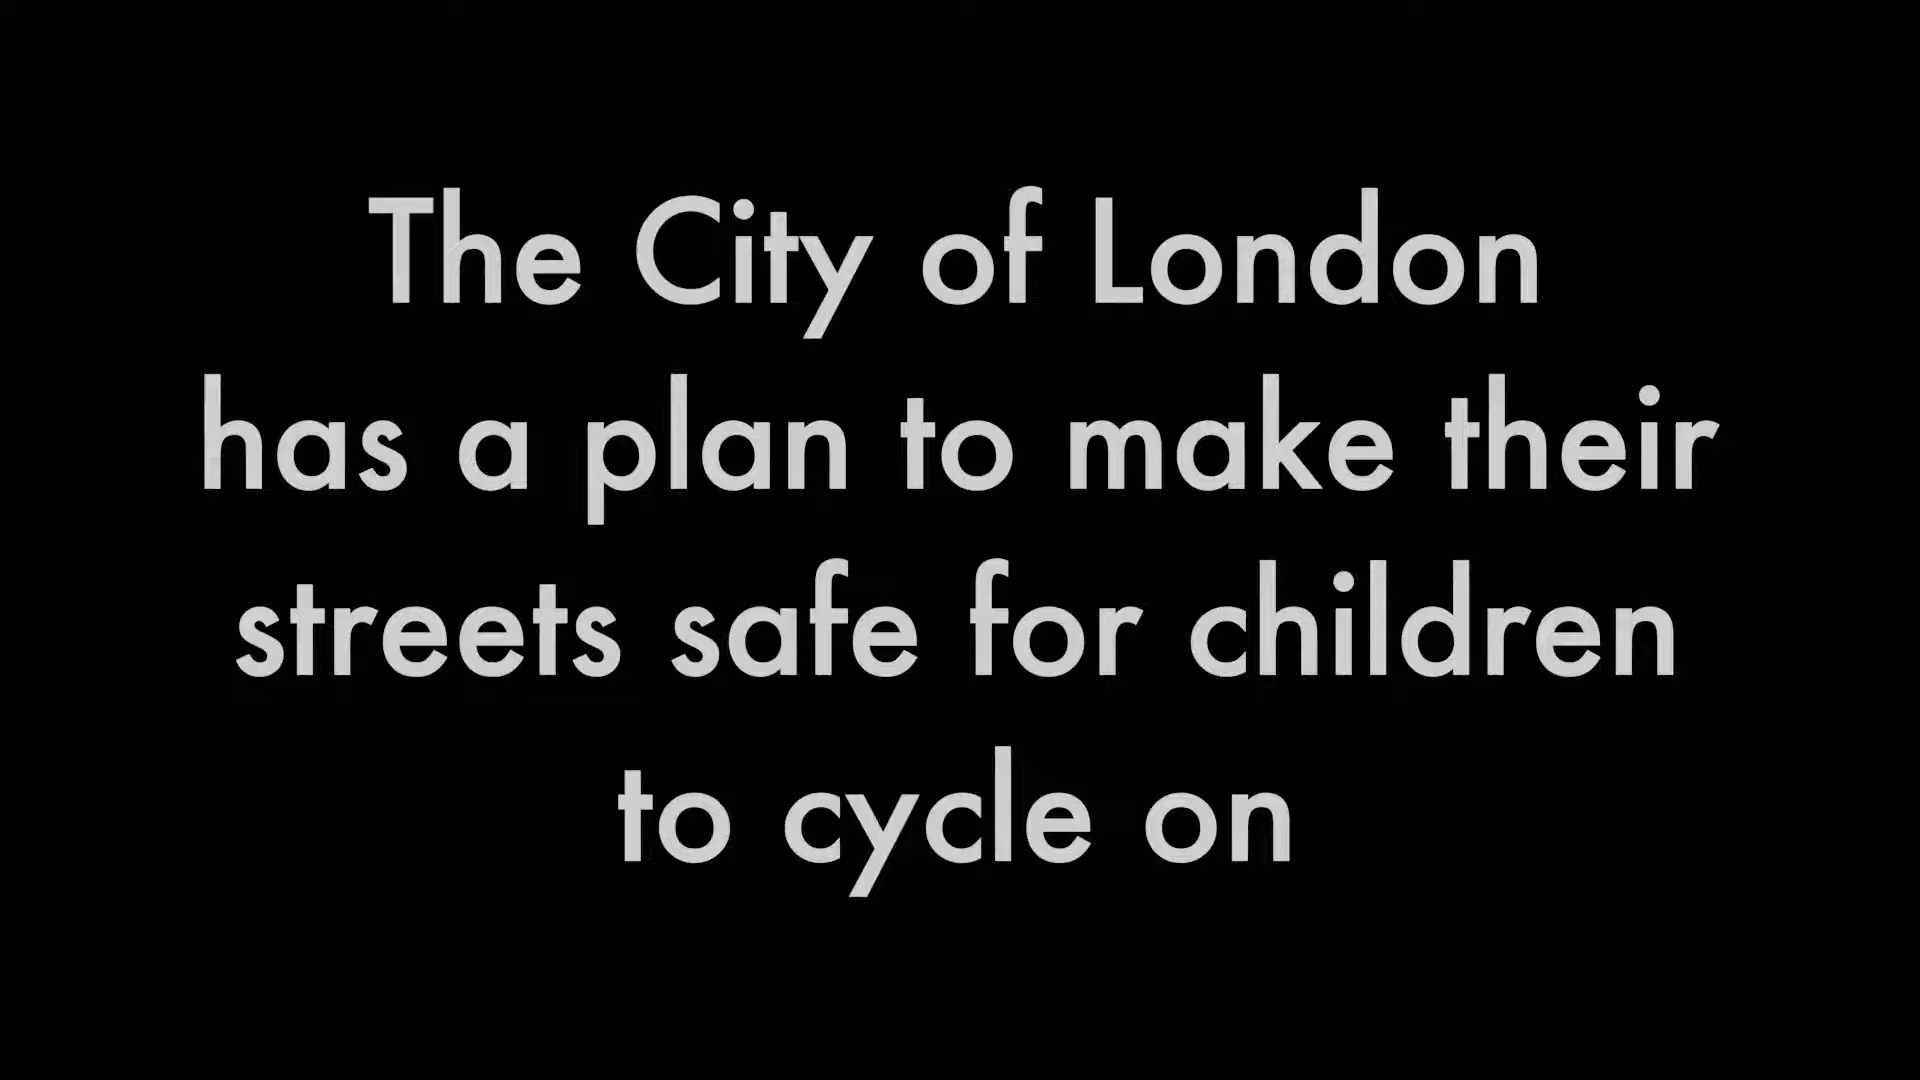 The City of London
has a plan to make their
streets safe for children
to cycle on